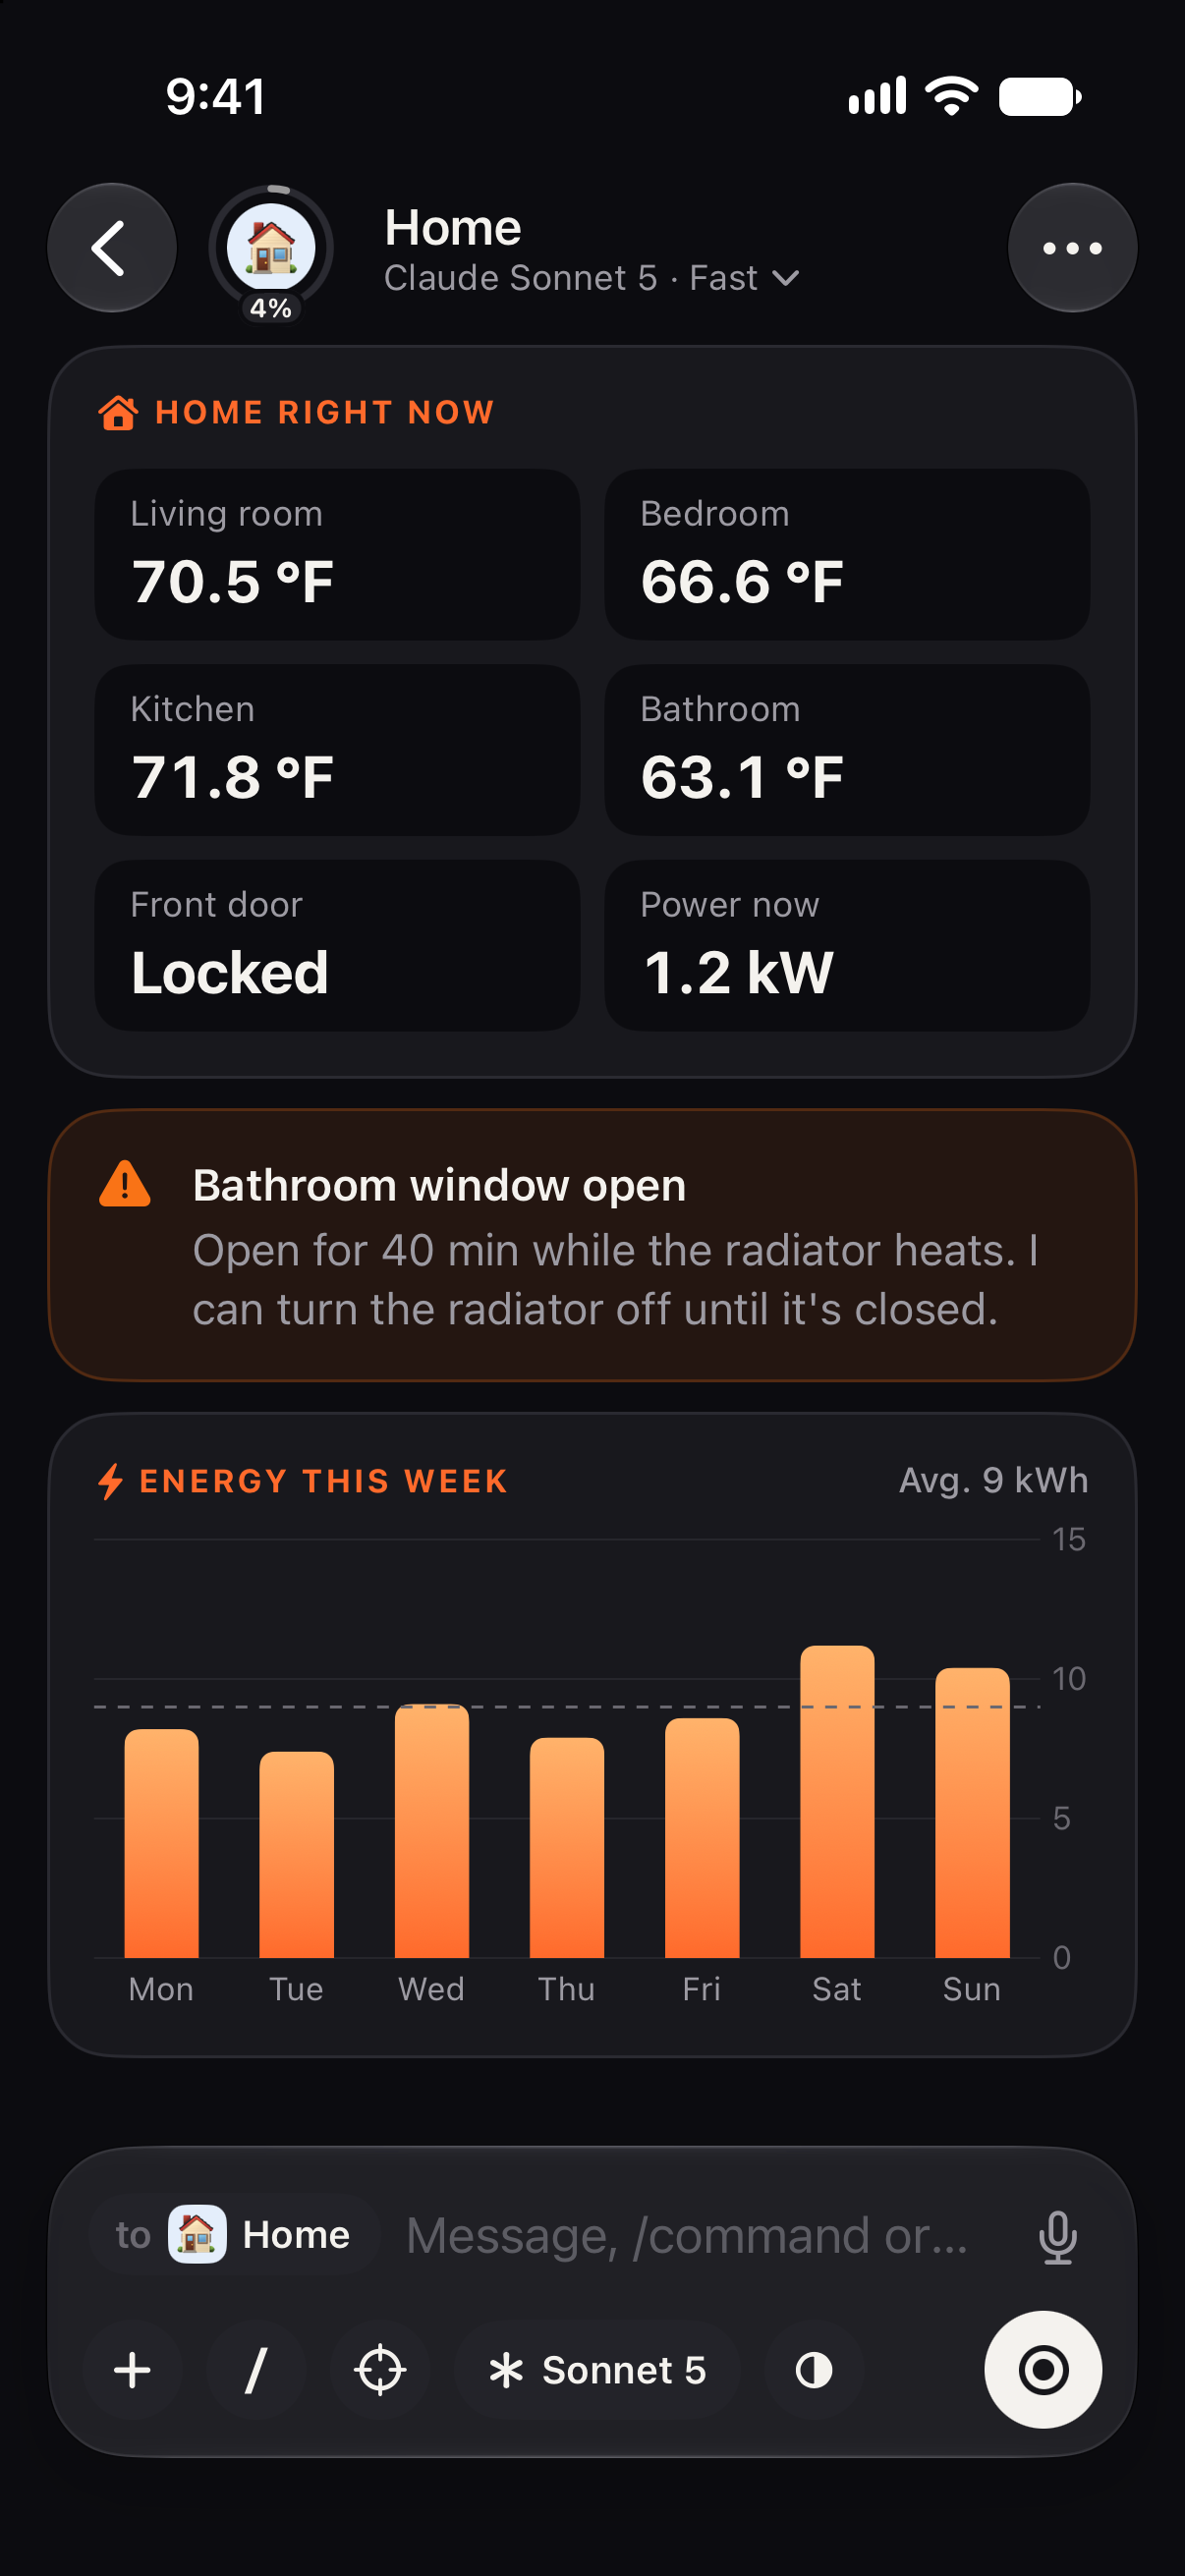 9:41
4%
Home
Claude Sonnet 5 · Fast
HOME RIGHT NOW
Living room
70.5 °F
Bedroom
66.6 °F
Kitchen
71.8 °F
Bathroom
63.1 °F
Front door
Locked
Power now
1.2 kW
Bathroom window open
Open for 40 min while the radiator heats. I
can turn the radiator off until it's closed.
ENERGY THIS WEEK
Avg. 9 kWh
15
10
5
0
Mon Tue Wed Thu Fri Sat Sun
to Home Message, /command or...
/ Sonnet 5